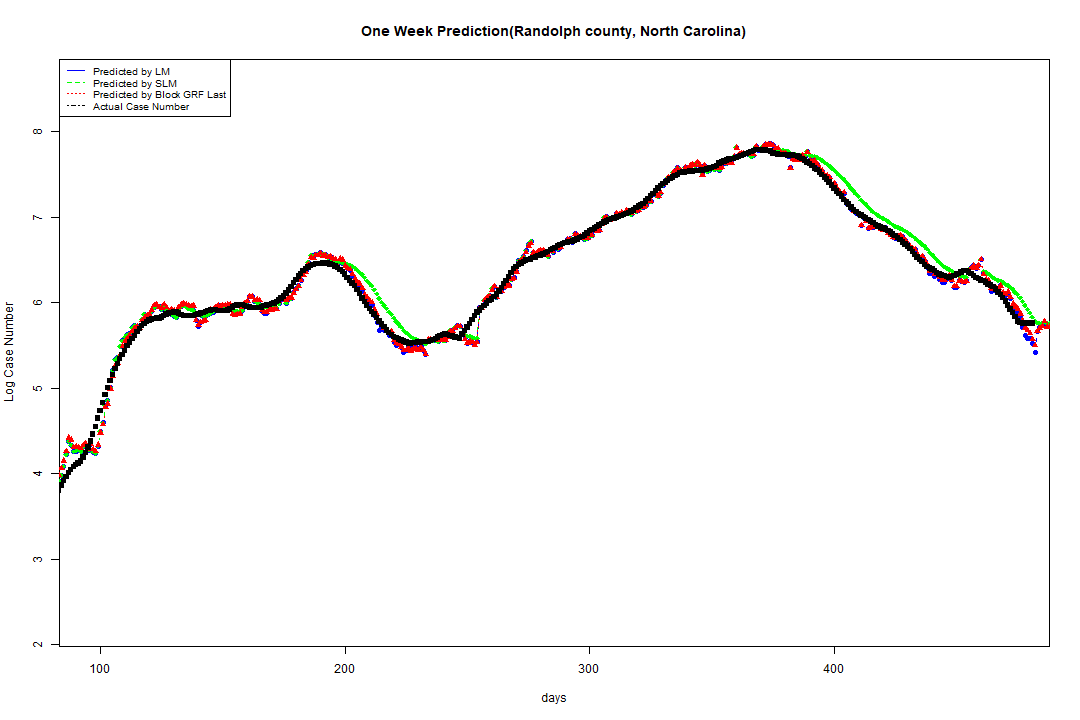 One Week Prediction(Randolph county, North Carolina)
Predicted by LM
Predicted by SLM
Predicted by Block GRF Last
Actual Case Number
8
7
6
5
4
3
2
Log Case Number
100 200 300 400
days